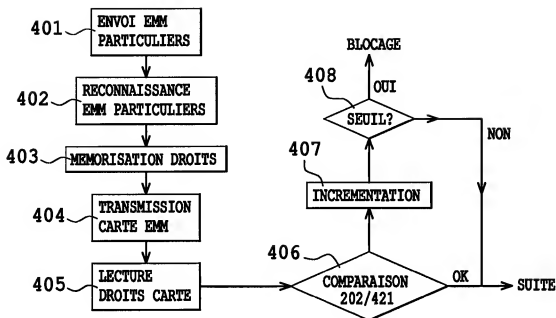 401
ENVOI EMM
PARTICULIERS
402
RECONNAISSANCE
EMM PARTICULIERS
403
MEMORISATION DROITS
404
TRANSMISSION
CARTE EMM
405
LECTURE
DROITS CARTE
406
COMPARAISON
202/421
OK
SUITE
407
INCREMENTATION
408
SEUIL?
OUI
NON
BLOCAGE